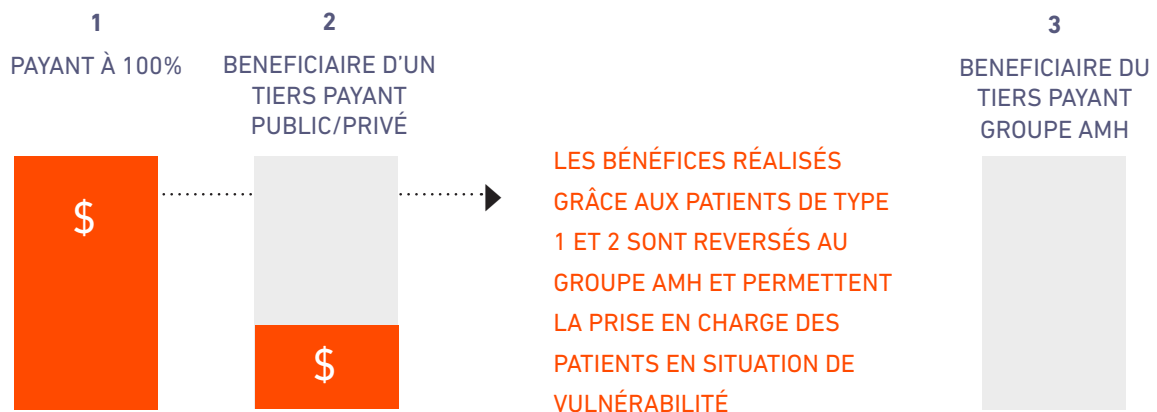 1
PAYANT À 100%
2
BENEFICIAIRE D'UN
TIERS PAYANT
PUBLIC/PRIVÉ
$
$
LES BÉNÉFICES RÉALISÉS
GRÂCE AUX PATIENTS DE TYPE
1 ET 2 SONT REVERSÉS AU
GROUPE AMH ET PERMETTENT
LA PRISE EN CHARGE DES
PATIENTS EN SITUATION DE
VULNÉRABILITÉ
3
BENEFICIAIRE DU
TIERS PAYANT
GROUPE AMH